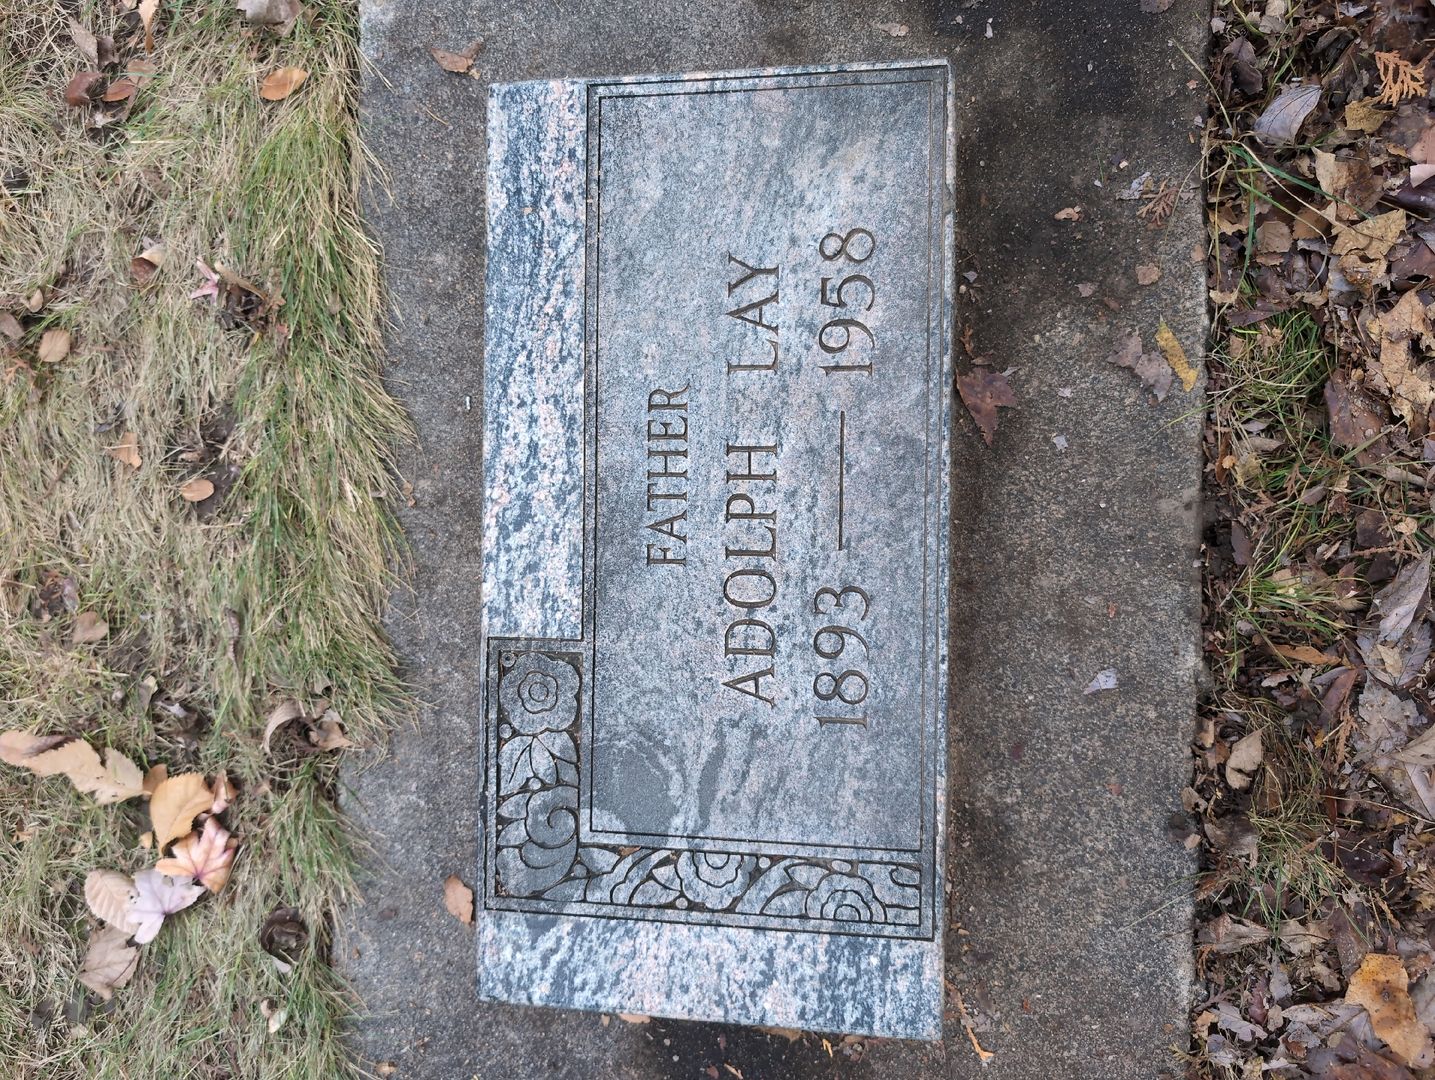 FATHER
ADOLPH LAY
1893 — 1958